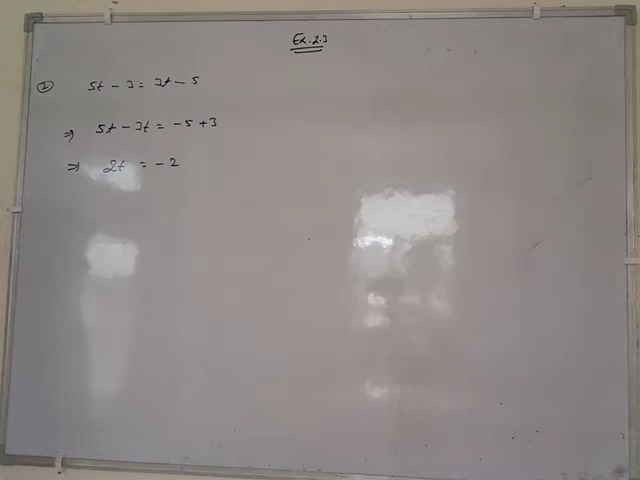 Ex. 2.3
② 5t - 3 = 3t - 5
⇒ 5t - 3t = -5 + 3
⇒ 2t = -2